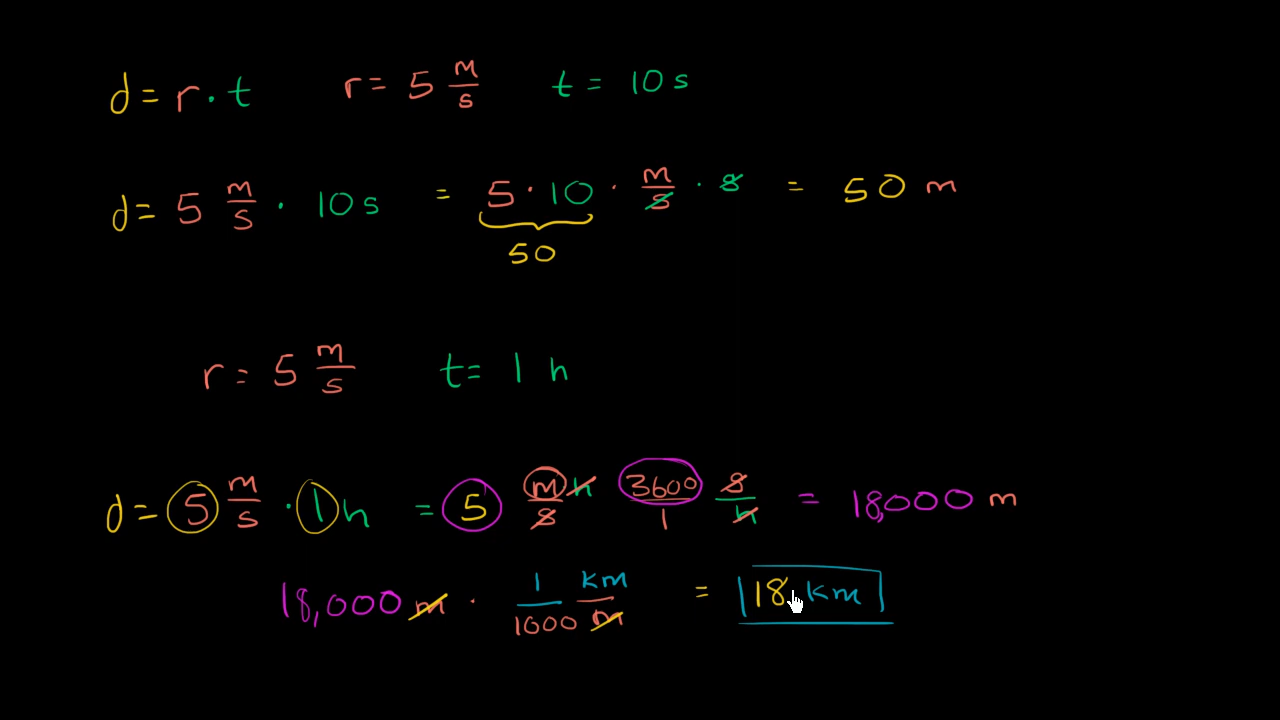 d = r · t r = 5 m/s t = 10 s
d = 5 m/s · 10 s = 5 · 10 · m/s · s = 50 m
50
r = 5 m/s t = 1 h
d = 5 m/s · 1 h = 5 m h/s 3600/1 s/h = 18,000 m
18,000 m · 1/1000 km/m = 18 km